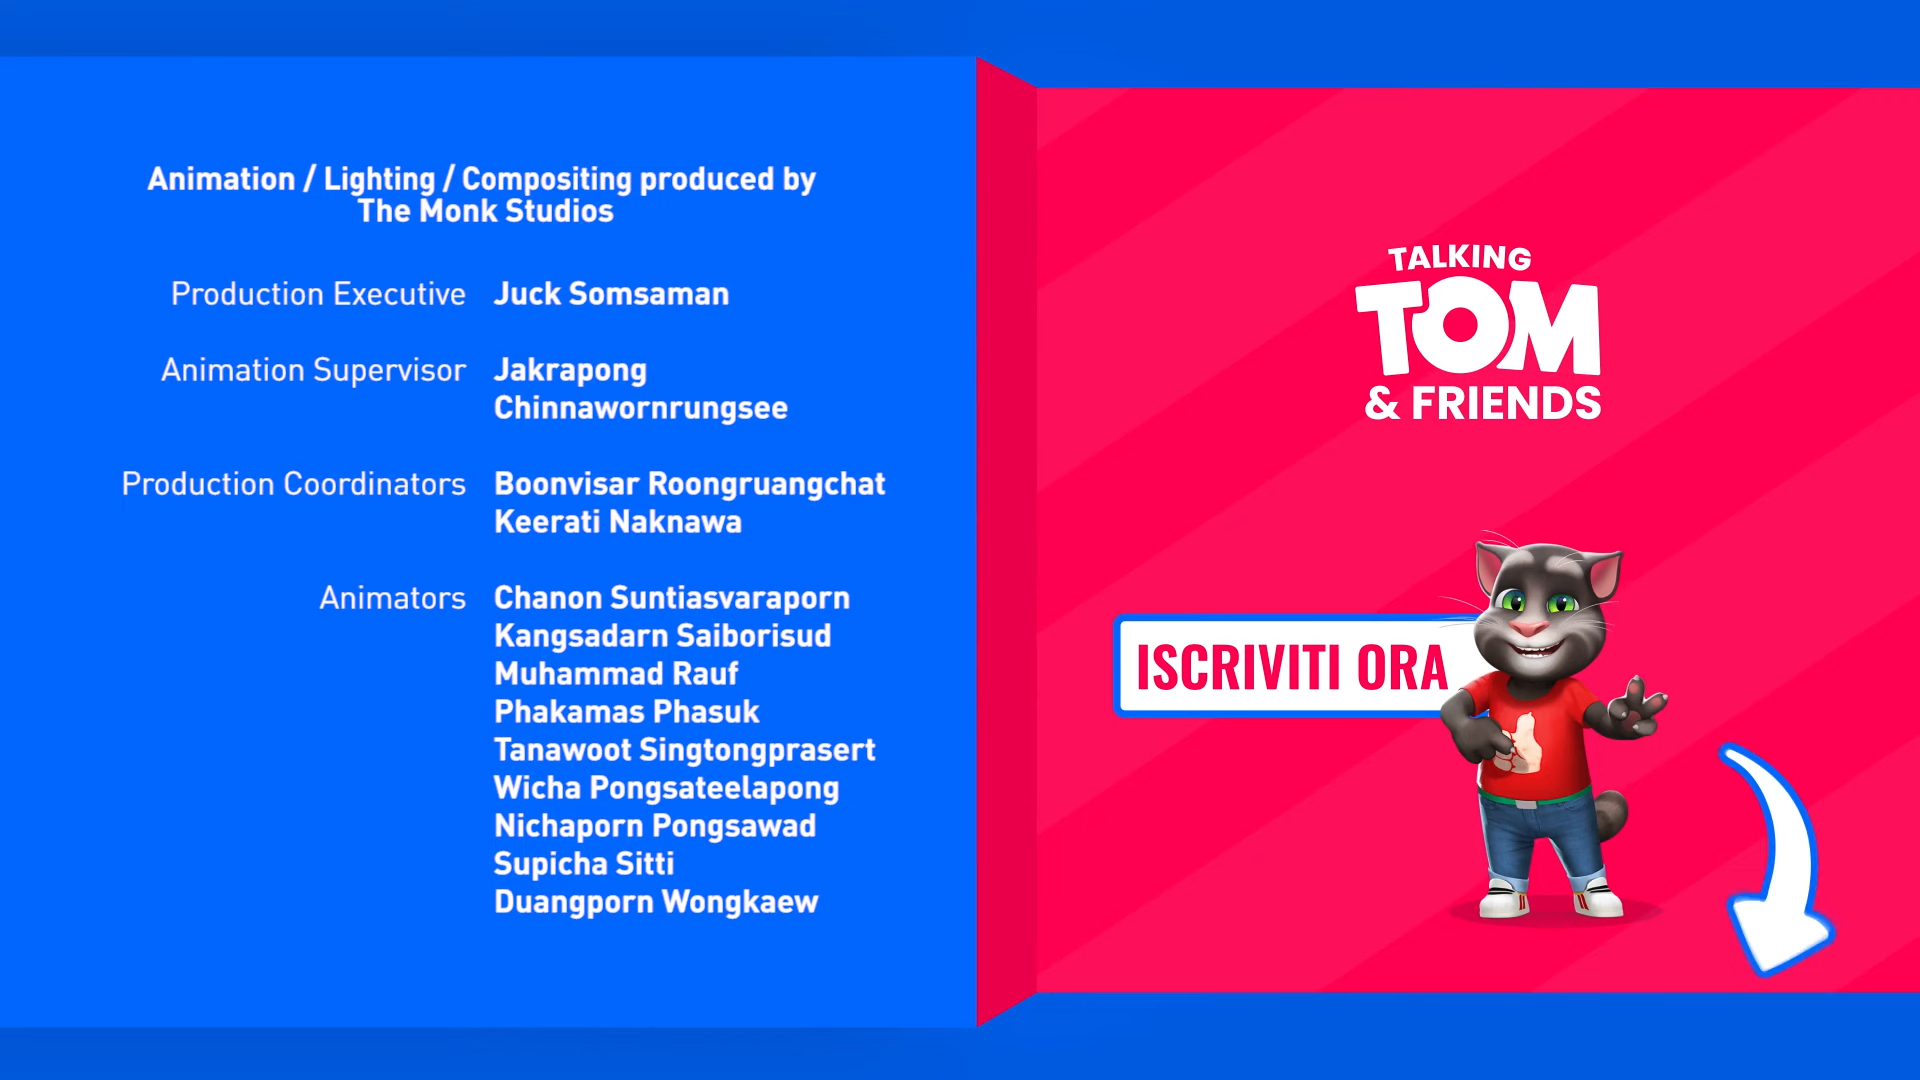 Animation / Lighting / Compositing produced by
The Monk Studios
Production Executive Juck Somsaman
Animation Supervisor Jakrapong
Chinnawornrungsee
Production Coordinators Boonvisar Roongruangchat
Keerati Naknawa
Animators Chanon Suntiasvaraporn
Kangsadarn Saiborisud
Muhammad Rauf
Phakamas Phasuk
Tanawoot Singtongprasert
Wicha Pongsateelapong
Nichaporn Pongsawad
Supicha Sitti
Duangporn Wongkaew
TALKING
TOM
& FRIENDS
ISCRIVITI ORA